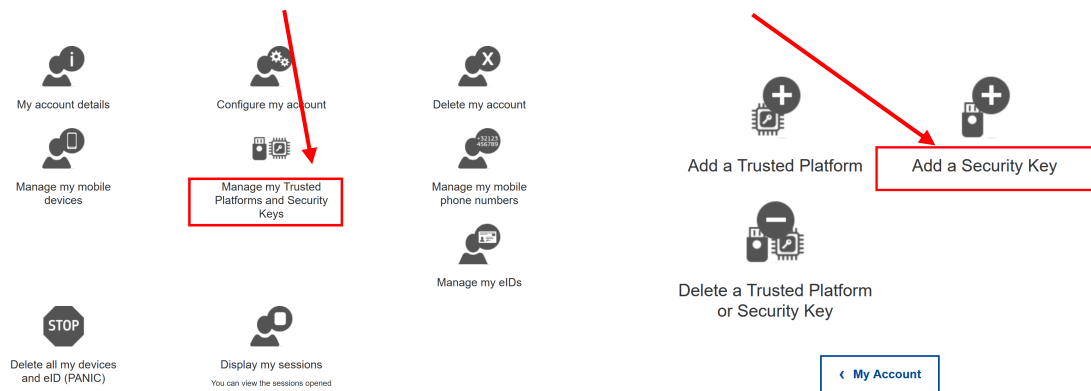 My account details
Configure my account
Delete my account
+32123
456789
Manage my mobile
devices
Manage my Trusted
Platforms and Security
Keys
Manage my mobile
phone numbers
Manage my eIDs
STOP
Delete all my devices
and eID (PANIC)
Display my sessions
You can view the sessions opened
Add a Trusted Platform
Add a Security Key
Delete a Trusted Platform
or Security Key
‹ My Account